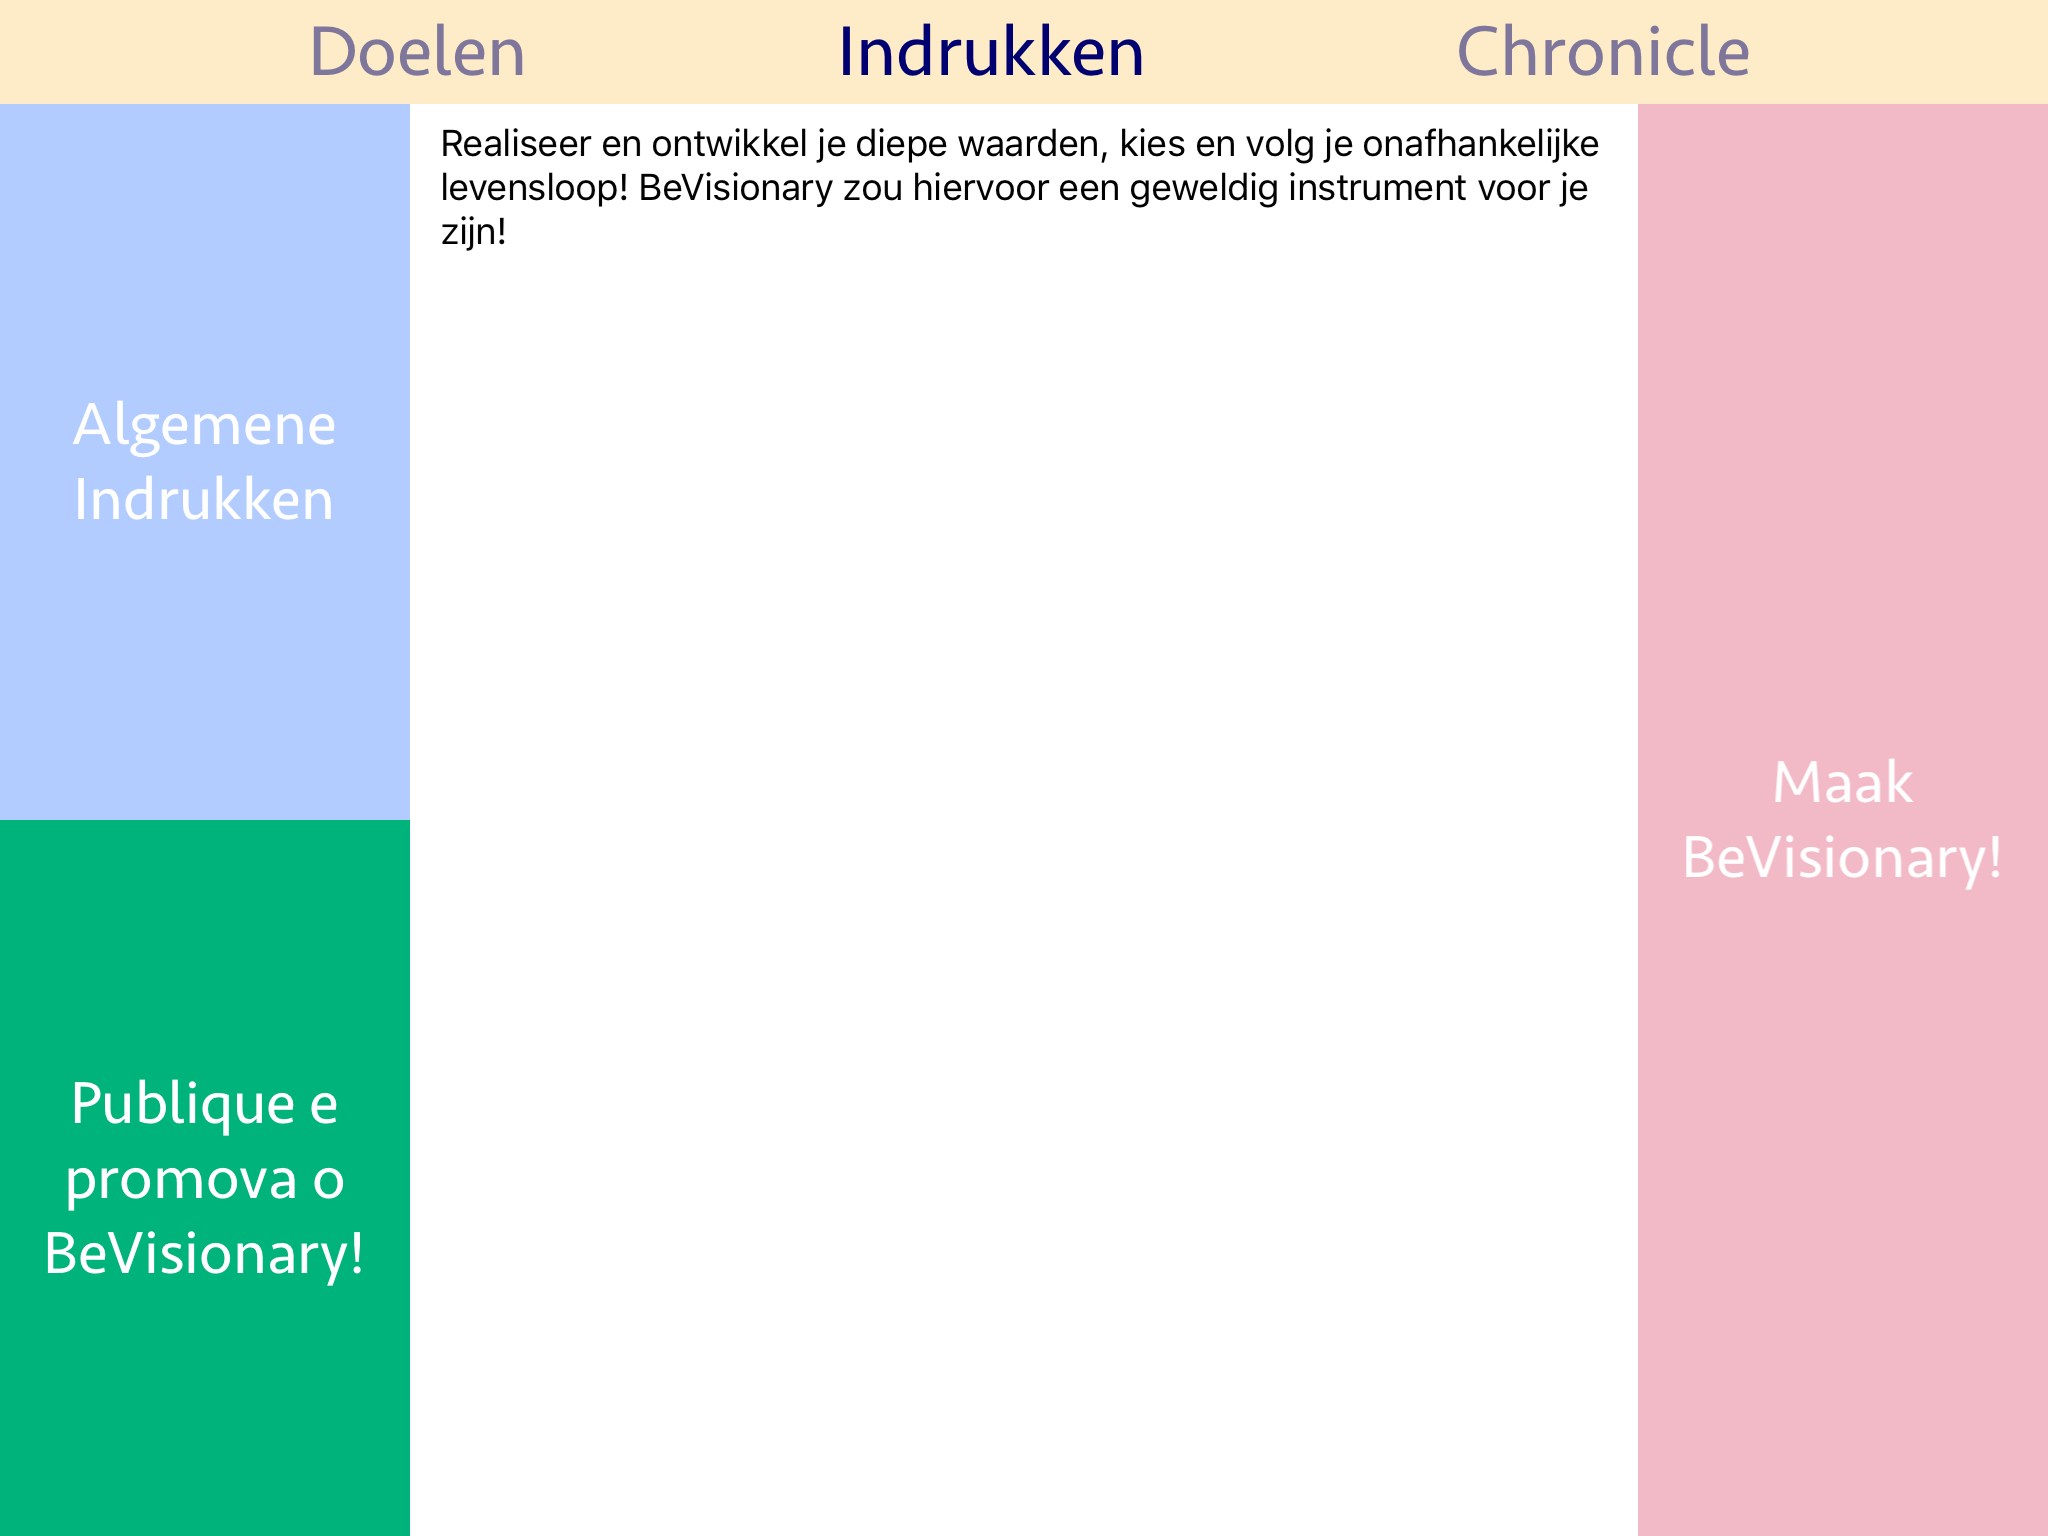 Doelen Indrukken Chronicle
Realiseer en ontwikkel je diepe waarden, kies en volg je onafhankelijke
levensloop! BeVisionary zou hiervoor een geweldig instrument voor je
zijn!
Algemene
Indrukken
Publique e
promova o
BeVisionary!
Maak
BeVisionary!